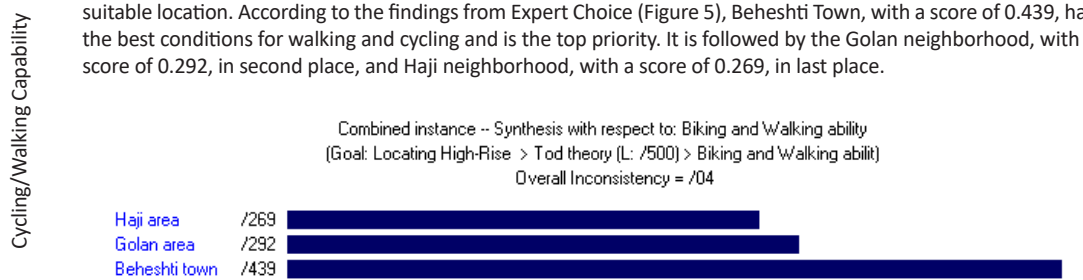 Cycling/Walking Capability
suitable location. According to the findings from Expert Choice (Figure 5), Beheshti Town, with a score of 0.439, ha
the best conditions for walking and cycling and is the top priority. It is followed by the Golan neighborhood, with
score of 0.292, in second place, and Haji neighborhood, with a score of 0.269, in last place.
Combined instance -- Synthesis with respect to: Biking and Walking ability
(Goal: Locating High-Rise > Tod theory (L: /500) > Biking and Walking abilit)
Overall Inconsistency = /04
Haji area /269
Golan area /292
Beheshti town /439